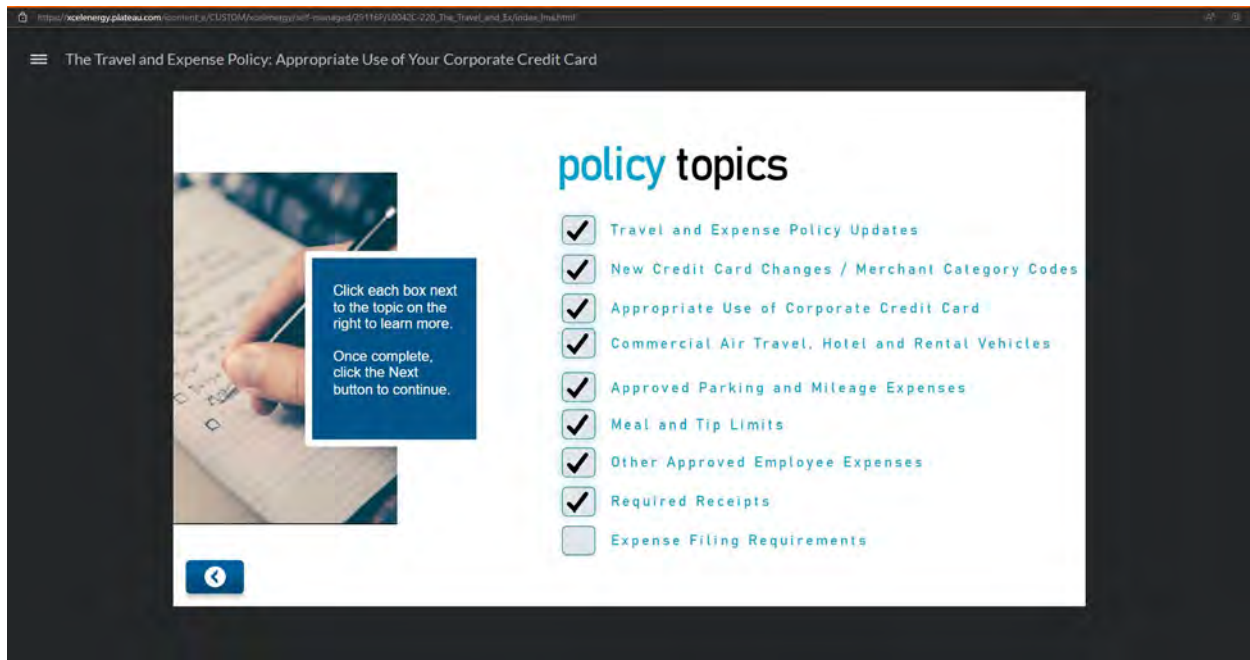 The Travel and Expense Policy: Appropriate Use of Your Corporate Credit Card
policy topics
Click each box next
to the topic on the
right to learn more.
Once complete,
click the Next
button to continue.
Travel and Expense Policy Updates
New Credit Card Changes / Merchant Category Codes
Appropriate Use of Corporate Credit Card
Commercial Air Travel, Hotel and Rental Vehicles
Approved Parking and Mileage Expenses
Meal and Tip Limits
Other Approved Employee Expenses
Required Receipts
Expense Filing Requirements